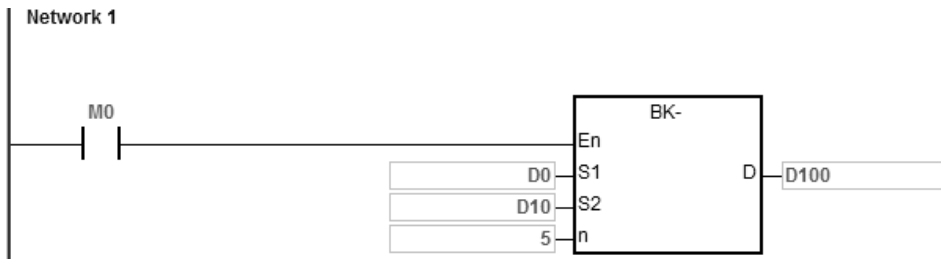 Network 1
M0
BK-
En
D0 S1 D D100
D10 S2
5 n